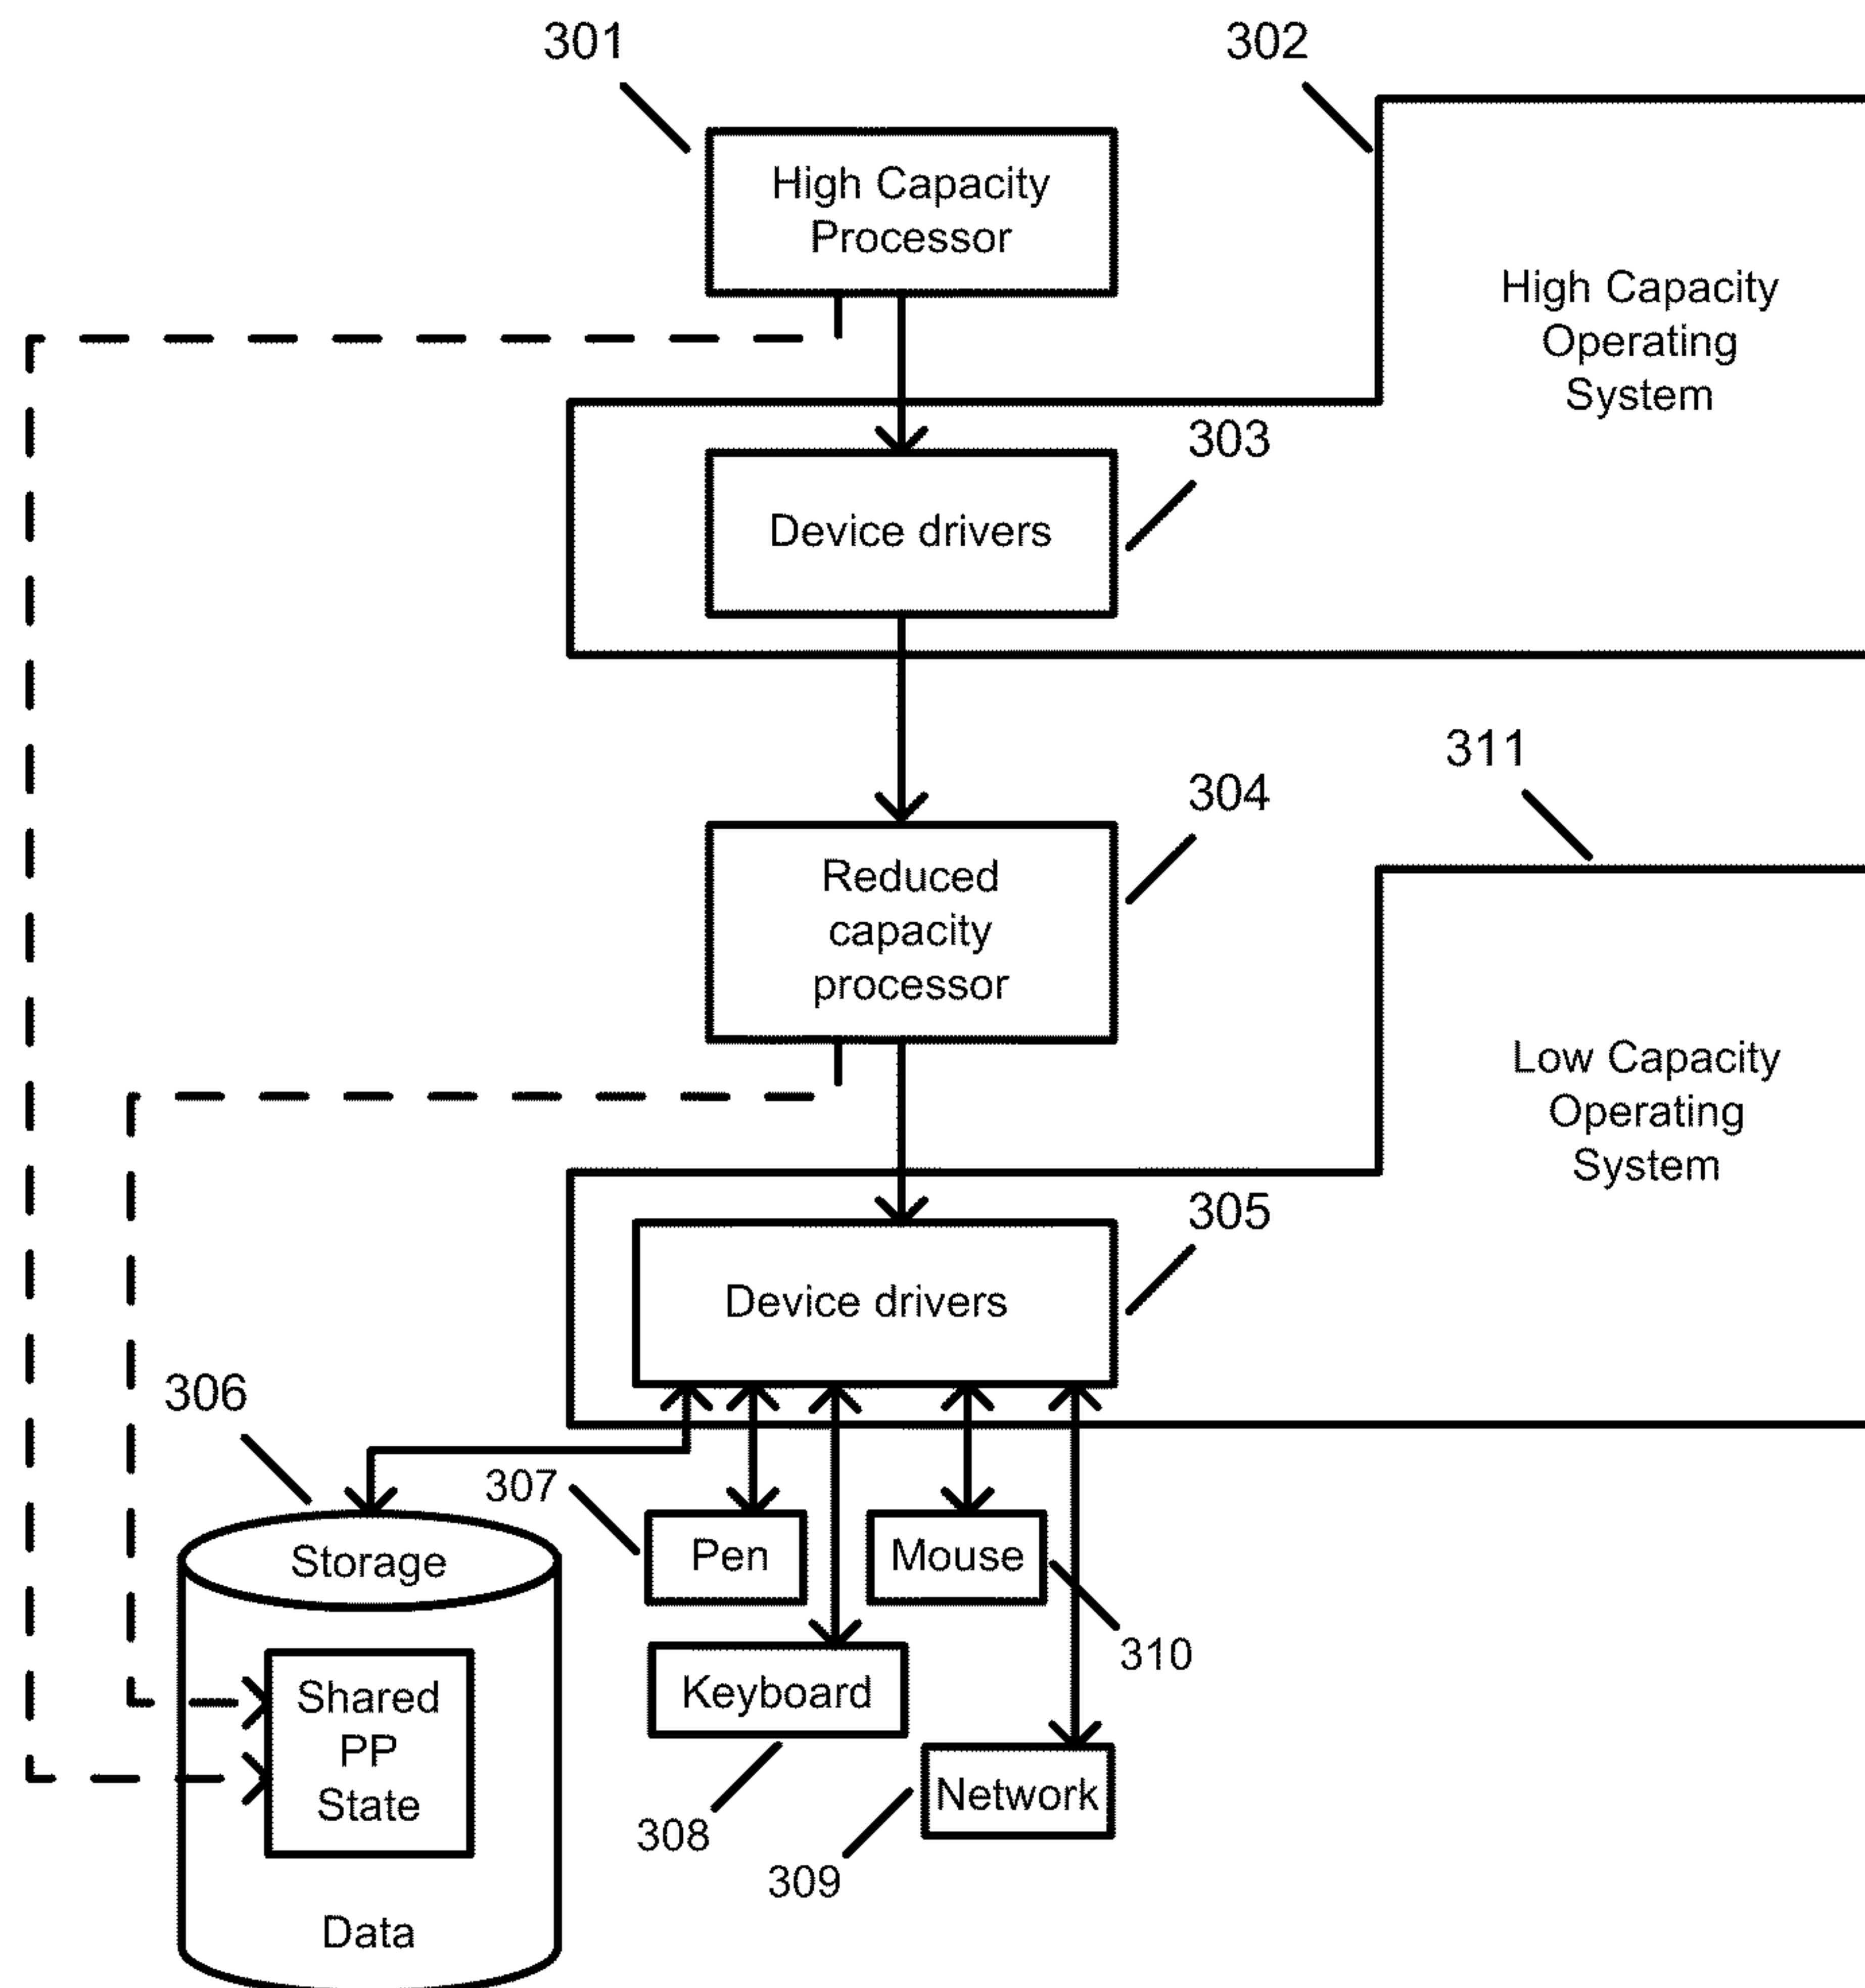 301
302
High Capacity
Processor
High Capacity
Operating
System
303
Device drivers
311
304
Reduced
capacity
processor
Low Capacity
Operating
System
305
Device drivers
306
307
Storage
Pen
Mouse
310
Shared
PP
State
Keyboard
308
Network
309
Data